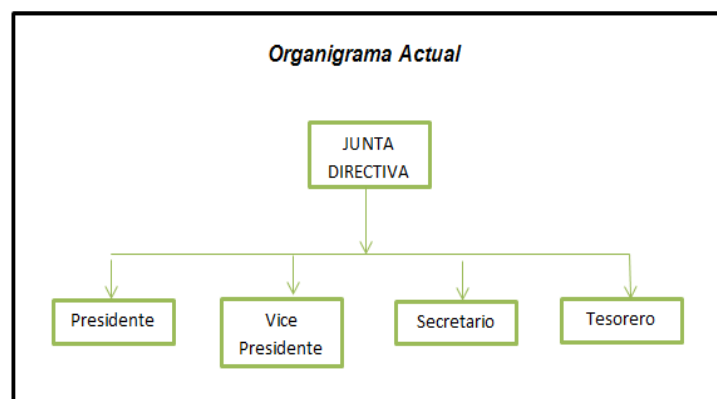 Organigrama Actual
JUNTA
DIRECTIVA
Presidente
Vice
Presidente
Secretario
Tesorero